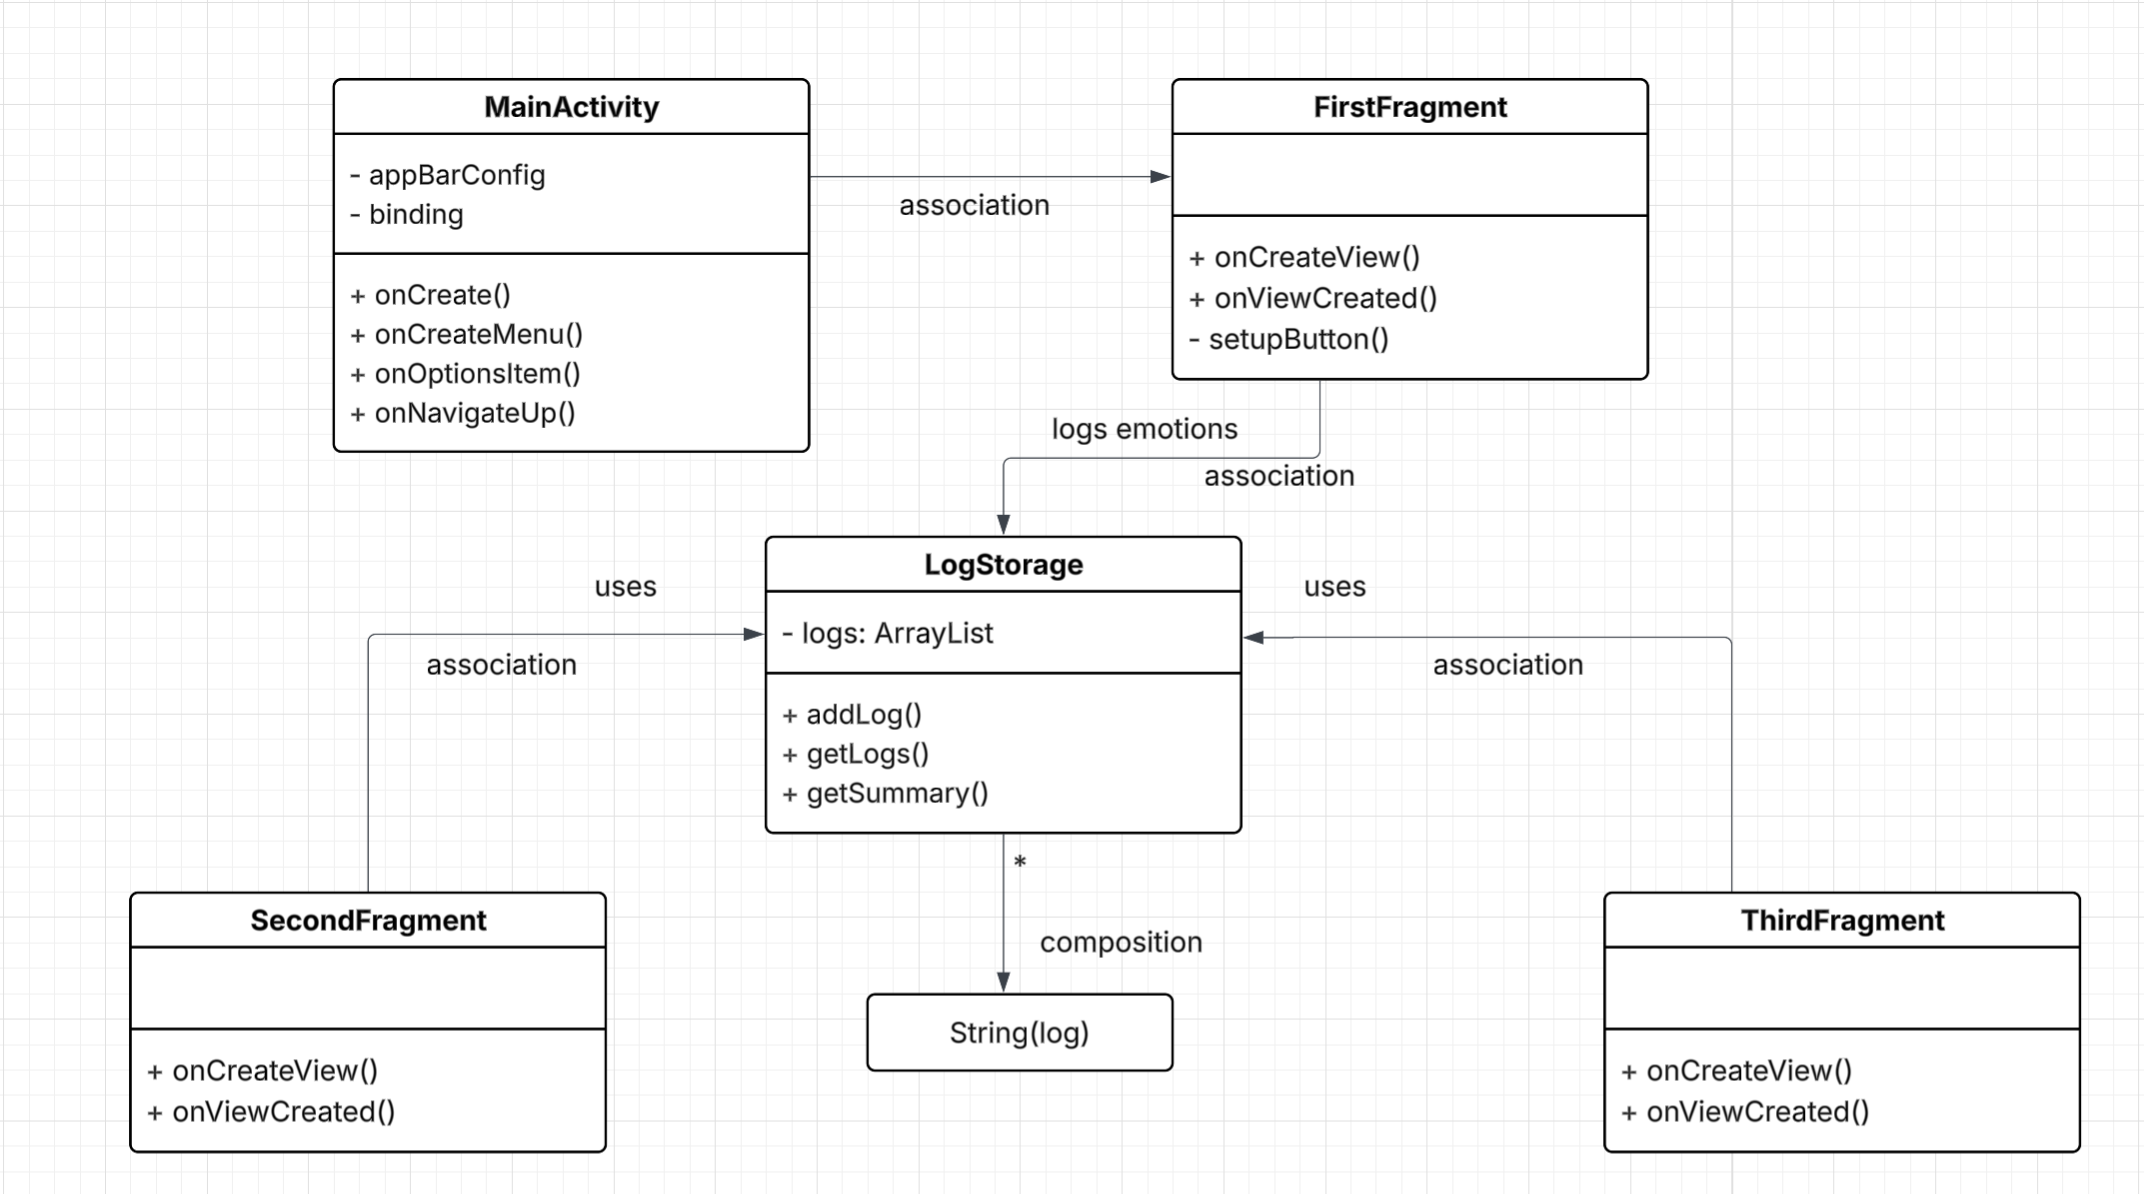 MainActivity
- appBarConfig
- binding
+ onCreate()
+ onCreateMenu()
+ onOptionsItem()
+ onNavigateUp()
association
FirstFragment
+ onCreateView()
+ onViewCreated()
- setupButton()
logs emotions
association
LogStorage
- logs: ArrayList
+ addLog()
+ getLogs()
+ getSummary()
uses
association
uses
association
*
composition
String(log)
SecondFragment
+ onCreateView()
+ onViewCreated()
ThirdFragment
+ onCreateView()
+ onViewCreated()